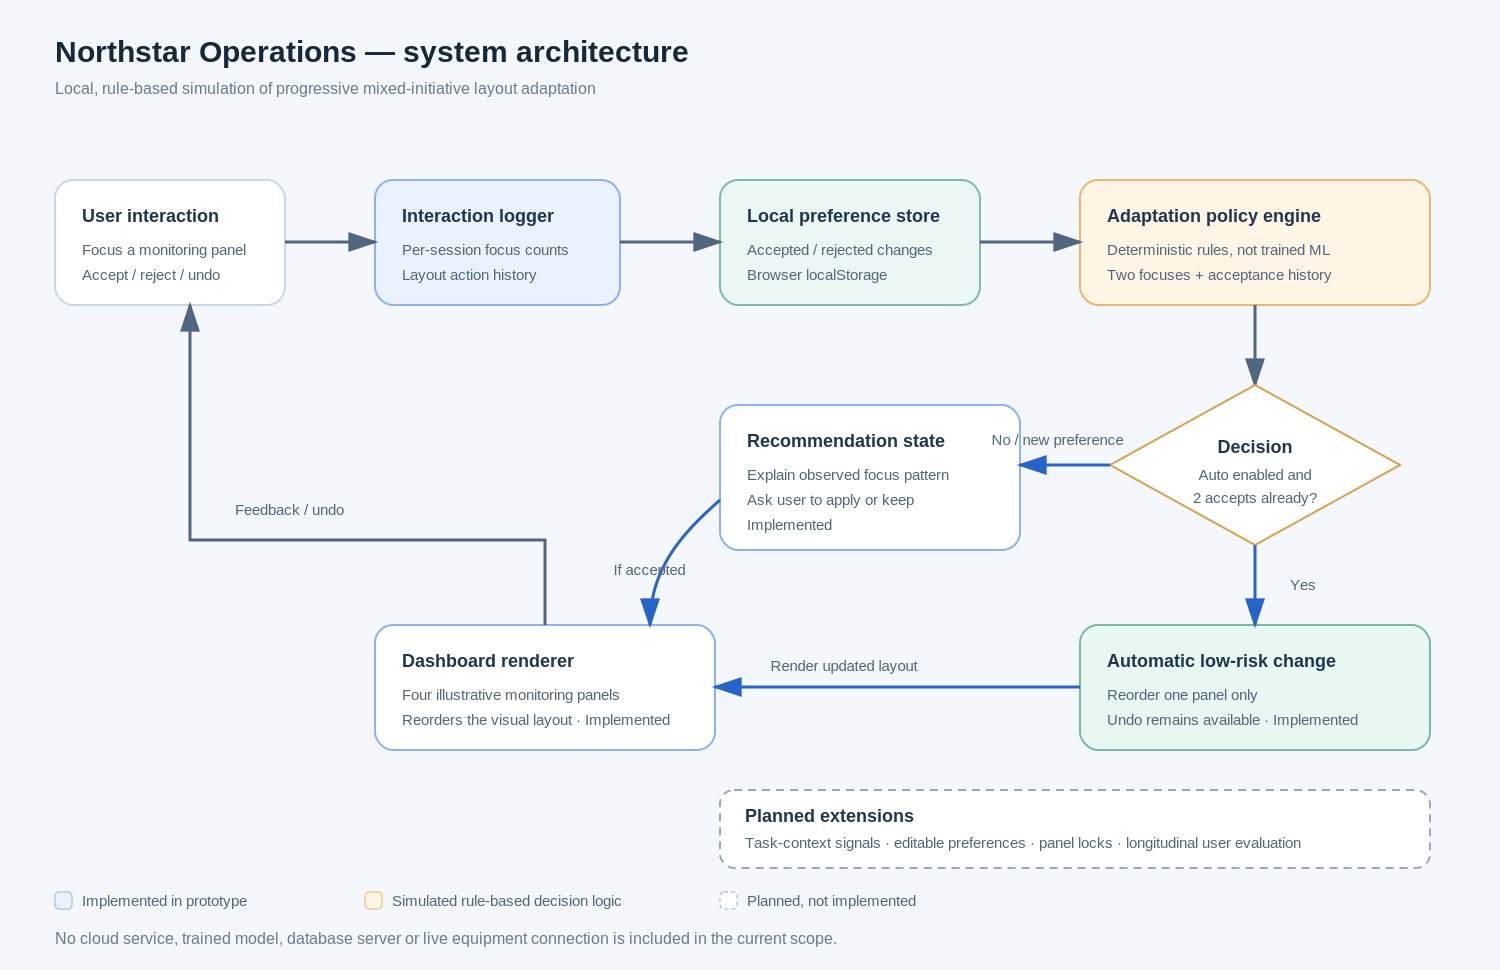 Northstar Operations — system architecture
Local, rule-based simulation of progressive mixed-initiative layout adaptation
User interaction
Focus a monitoring panel
Accept / reject / undo
Interaction logger
Per-session focus counts
Layout action history
Local preference store
Accepted / rejected changes
Browser localStorage
Adaptation policy engine
Deterministic rules, not trained ML
Two focuses + acceptance history
Recommendation state
Explain observed focus pattern
Ask user to apply or keep
Implemented
No / new preference
Decision
Auto enabled and
2 accepts already?
Feedback / undo
If accepted
Yes
Dashboard renderer
Four illustrative monitoring panels
Reorders the visual layout · Implemented
Render updated layout
Automatic low-risk change
Reorder one panel only
Undo remains available · Implemented
Planned extensions
Task-context signals · editable preferences · panel locks · longitudinal user evaluation
Implemented in prototype
Simulated rule-based decision logic
Planned, not implemented
No cloud service, trained model, database server or live equipment connection is included in the current scope.